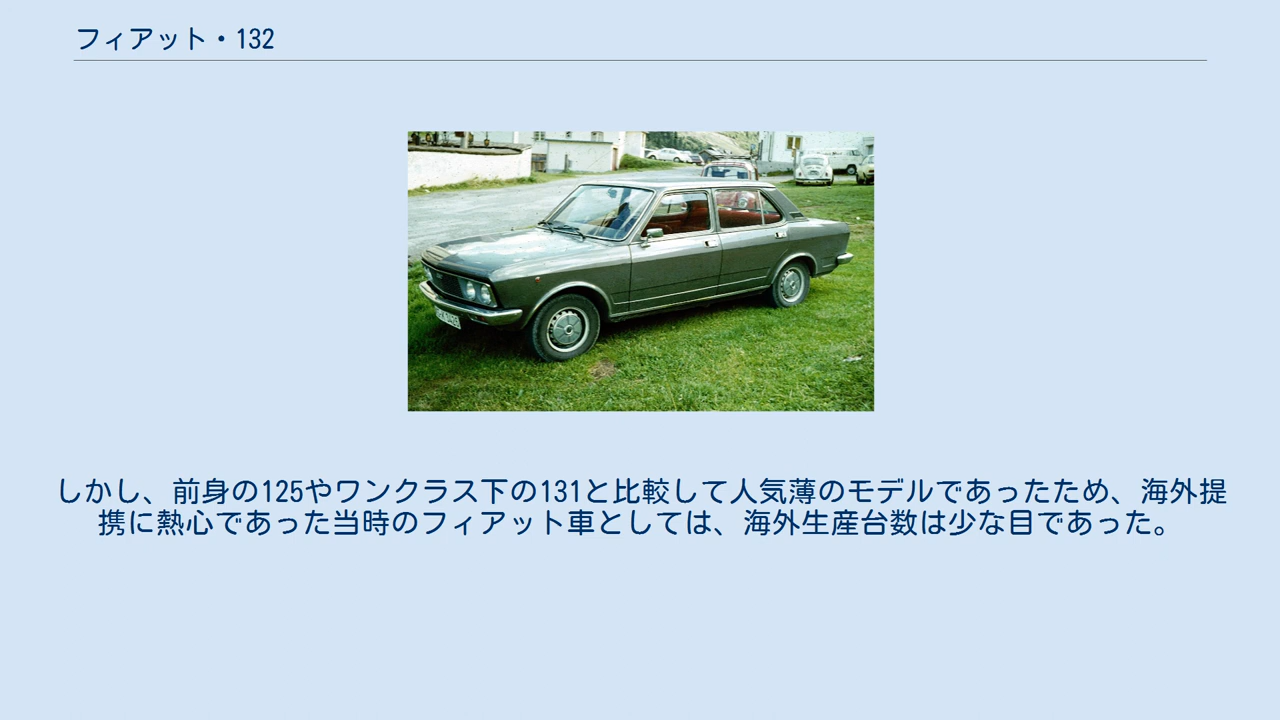 フィアット・132
しかし、前身の125やワンクラス下の131と比較して人気薄のモデルであったため、海外提
携に熱心であった当時のフィアット車としては、海外生産台数は少な目であった。